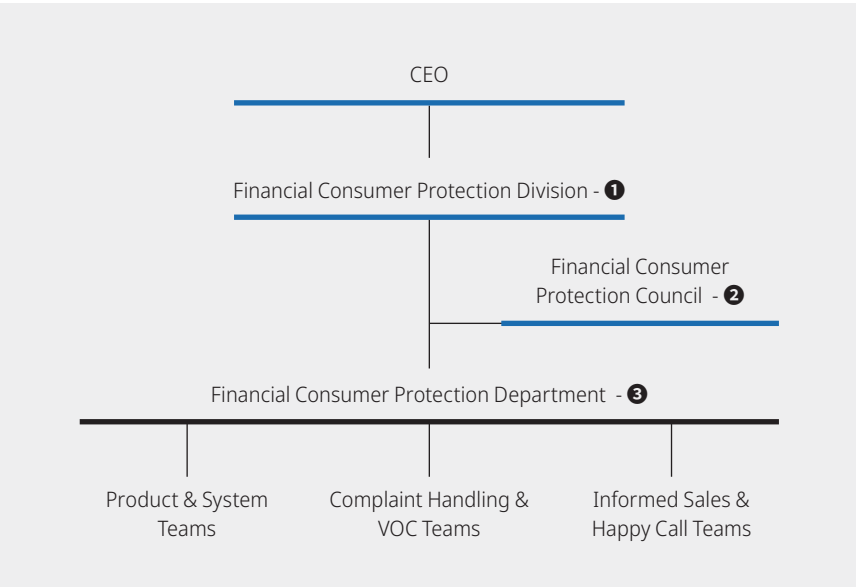 CEO
Financial Consumer Protection Division - ❶
Financial Consumer
Protection Council - ❷
Financial Consumer Protection Department - ❸
Product & System
Teams
Complaint Handling &
VOC Teams
Informed Sales &
Happy Call Teams